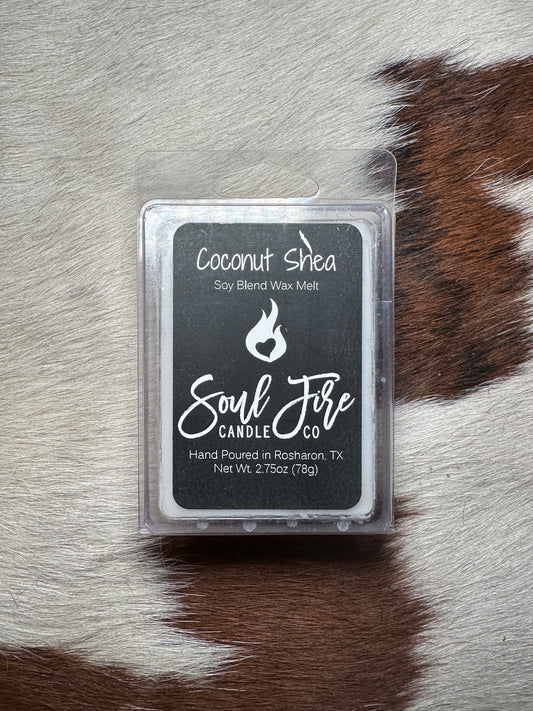 Coconut Shea
Soy Blend Wax Melt
Soul Fire
CANDLE CO
Hand Poured in Rosharon, TX
Net Wt. 2.75oz (78g)